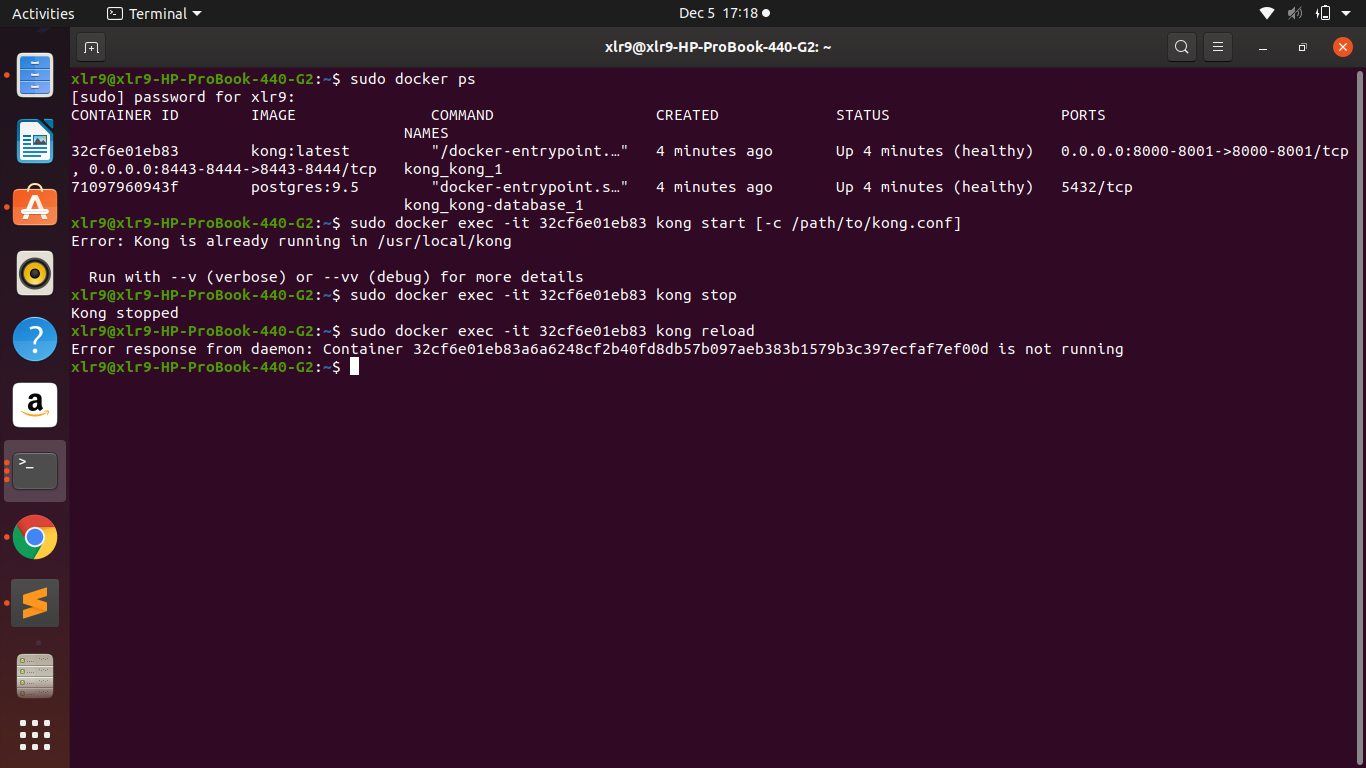 Activities
Terminal
Dec 5 17:18
xlr9@xlr9-HP-ProBook-440-G2: ~
xlr9@xlr9-HP-ProBook-440-G2:~$ sudo docker ps
[sudo] password for xlr9:
CONTAINER ID        IMAGE               COMMAND                  CREATED             STATUS                   PORTS
                                     NAMES
32cf6e01eb83        kong:latest         "/docker-entrypoint.…"   4 minutes ago       Up 4 minutes (healthy)   0.0.0.0:8000-8001->8000-8001/tcp
, 0.0.0.0:8443-8444->8443-8444/tcp   kong_kong_1
71097960943f        postgres:9.5        "docker-entrypoint.s…"   4 minutes ago       Up 4 minutes (healthy)   5432/tcp
                                     kong_kong-database_1
xlr9@xlr9-HP-ProBook-440-G2:~$ sudo docker exec -it 32cf6e01eb83 kong start [-c /path/to/kong.conf]
Error: Kong is already running in /usr/local/kong
  Run with --v (verbose) or --vv (debug) for more details
xlr9@xlr9-HP-ProBook-440-G2:~$ sudo docker exec -it 32cf6e01eb83 kong stop
Kong stopped
xlr9@xlr9-HP-ProBook-440-G2:~$ sudo docker exec -it 32cf6e01eb83 kong reload
Error response from daemon: Container 32cf6e01eb83a6a6248cf2b40fd8db57b097aeb383b1579b3c397ecfaf7ef00d is not running
xlr9@xlr9-HP-ProBook-440-G2:~$